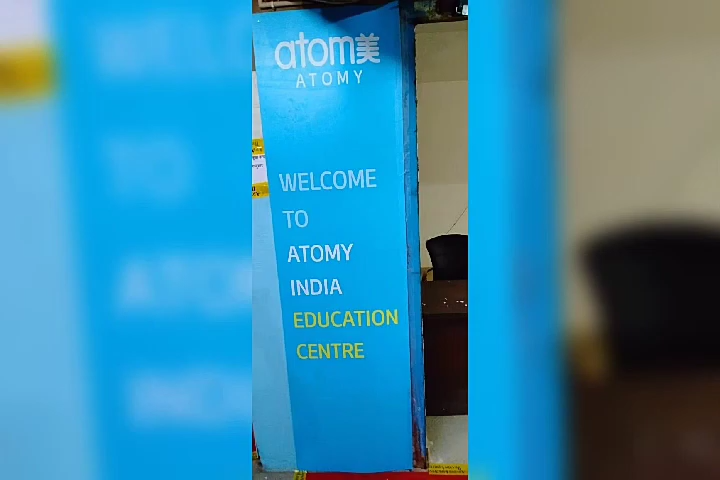 atom美
ATOMY
WELCOME
TO
ATOMY
INDIA
EDUCATION
CENTRE